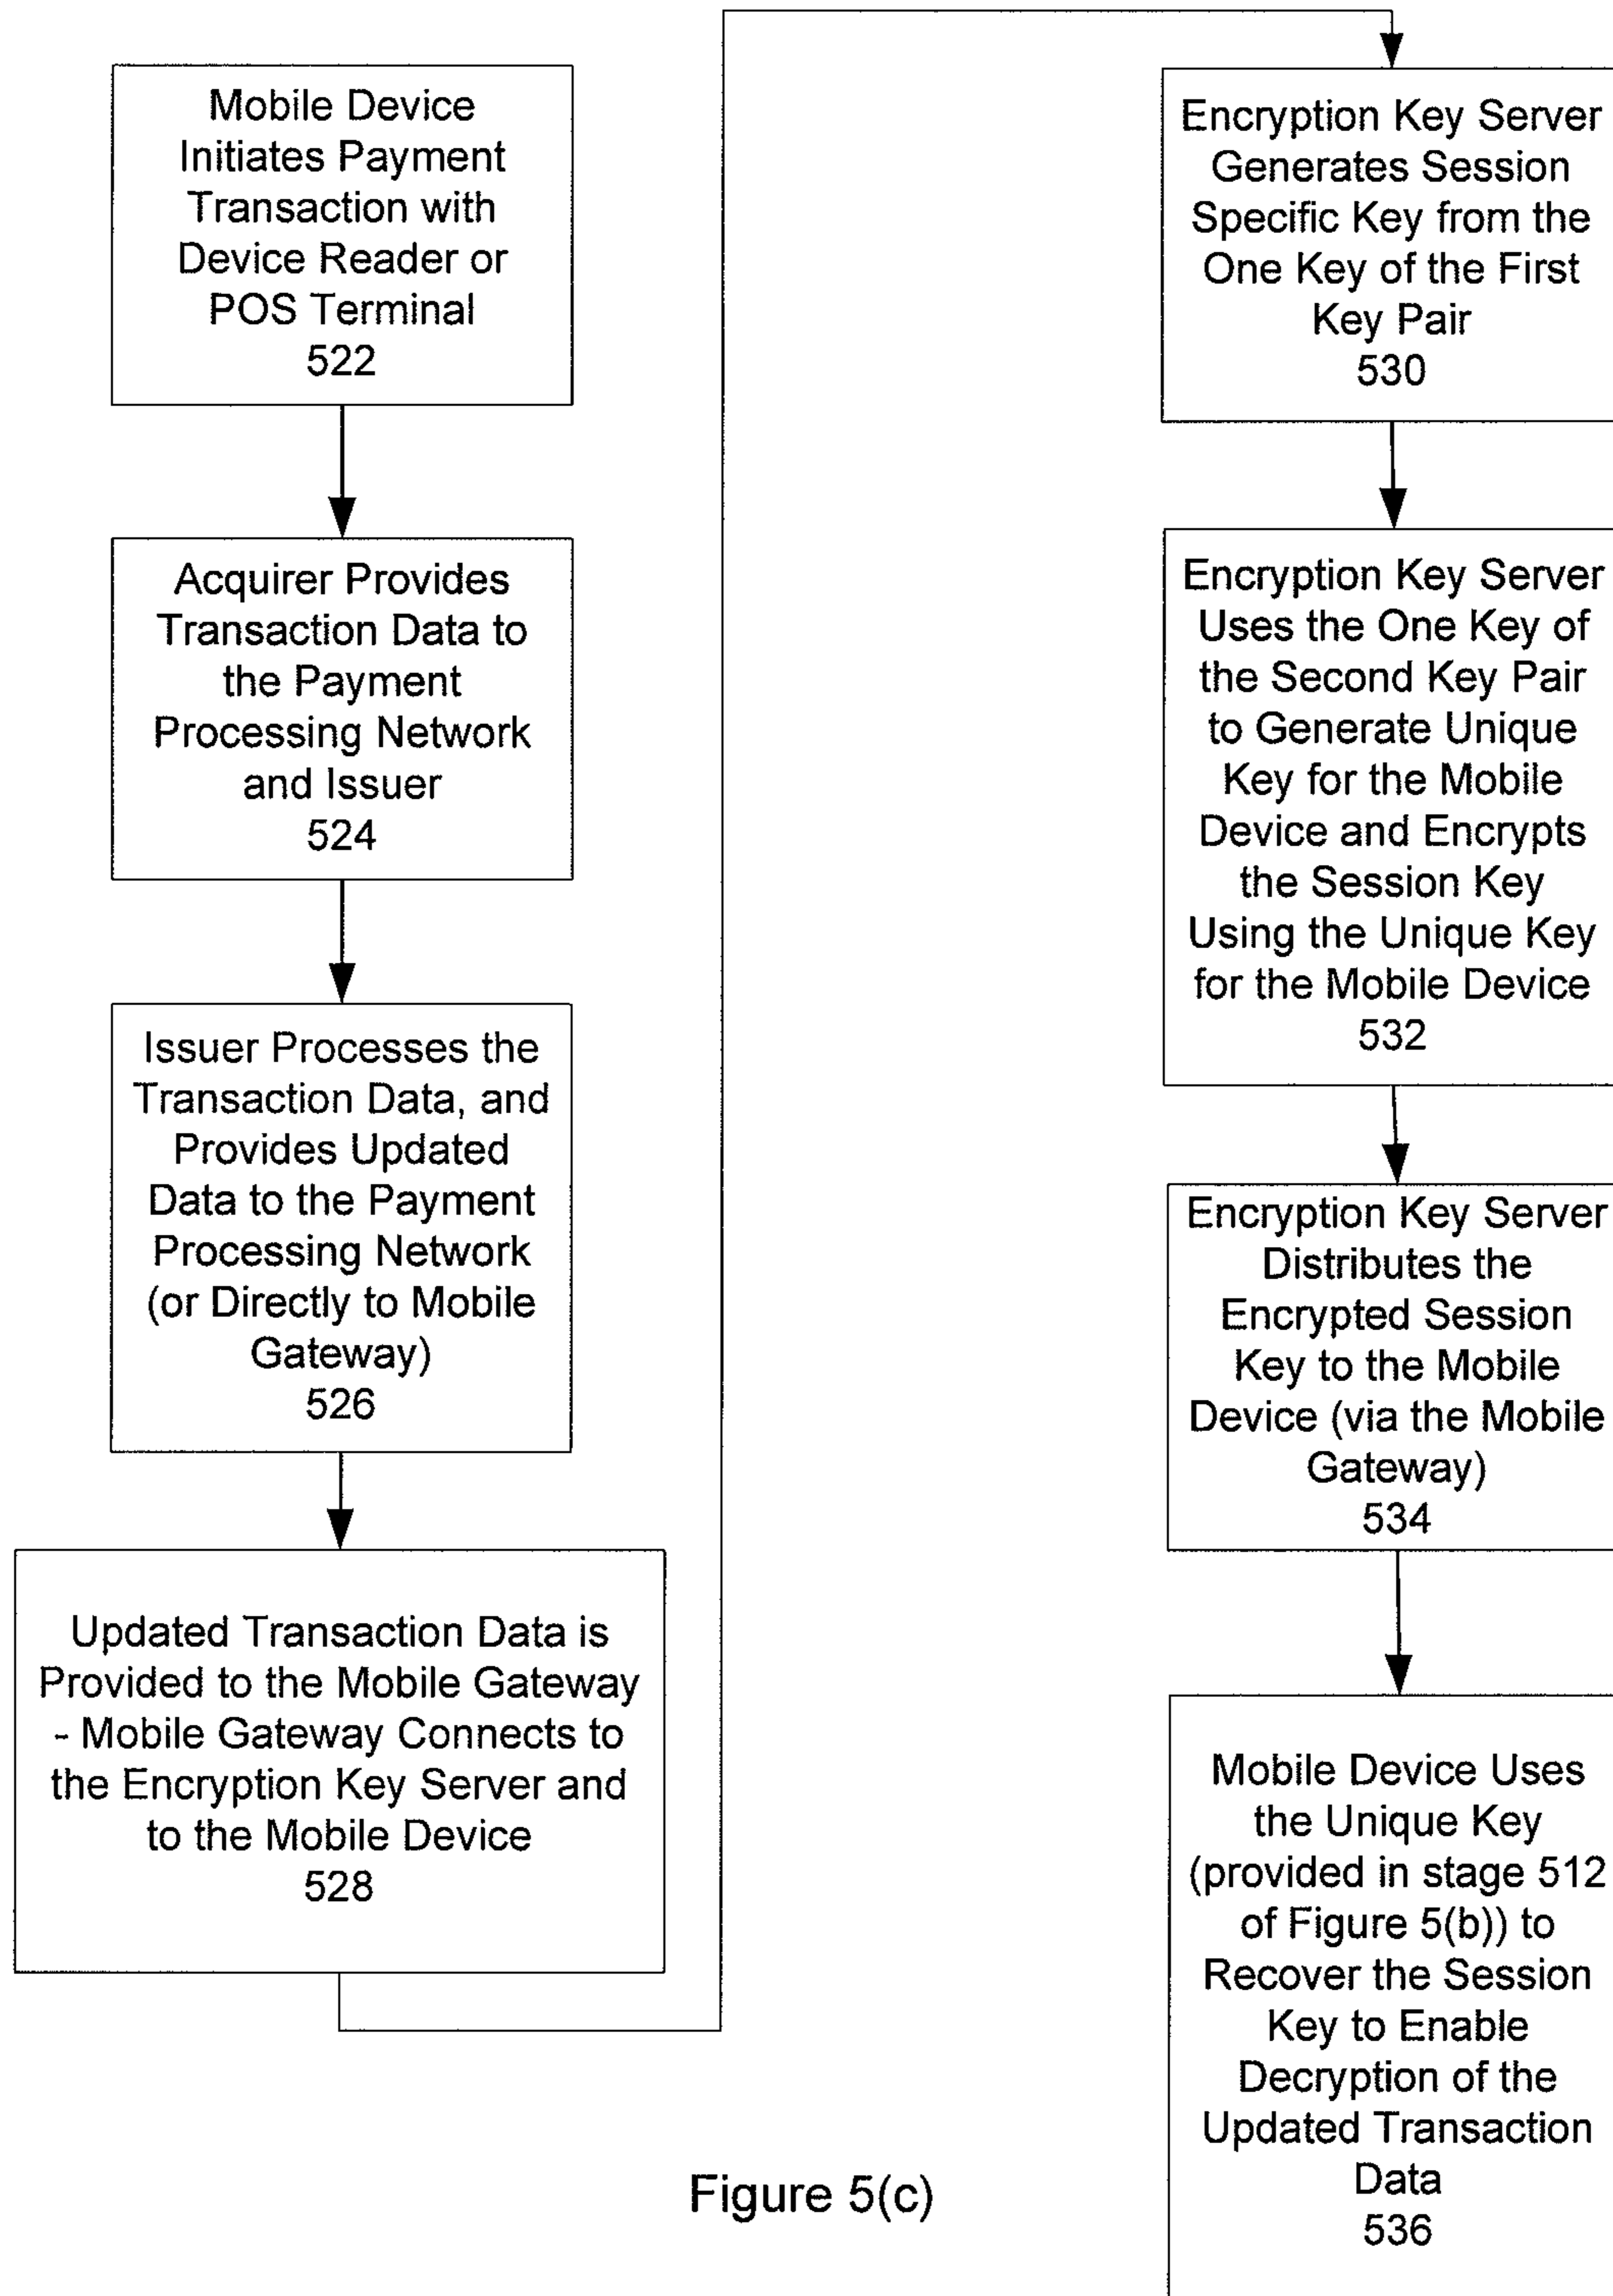 Mobile Device
Initiates Payment
Transaction with
Device Reader or
POS Terminal
522
Acquirer Provides
Transaction Data to
the Payment
Processing Network
and Issuer
524
Issuer Processes the
Transaction Data, and
Provides Updated
Data to the Payment
Processing Network
(or Directly to Mobile
Gateway)
526
Updated Transaction Data is
Provided to the Mobile Gateway
- Mobile Gateway Connects to
the Encryption Key Server and
to the Mobile Device
528
Encryption Key Server
Generates Session
Specific Key from the
One Key of the First
Key Pair
530
Encryption Key Server
Uses the One Key of
the Second Key Pair
to Generate Unique
Key for the Mobile
Device and Encrypts
the Session Key
Using the Unique Key
for the Mobile Device
532
Encryption Key Server
Distributes the
Encrypted Session
Key to the Mobile
Device (via the Mobile
Gateway)
534
Mobile Device Uses
the Unique Key
(provided in stage 512
of Figure 5(b)) to
Recover the Session
Key to Enable
Decryption of the
Updated Transaction
Data
536
Figure 5(c)